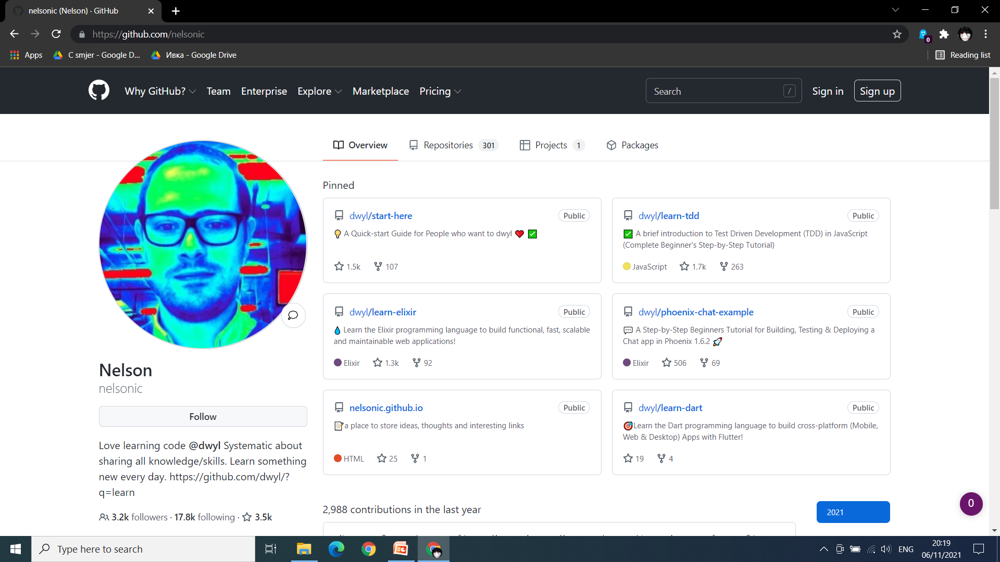 nelsonic (Nelson) · GitHub
https://github.com/nelsonic
0
Apps
C smjer - Google D...
Ивка - Google Drive
Reading list
Why GitHub?
Team
Enterprise
Explore
Marketplace
Pricing
Search
/
Sign in
Sign up
Overview
Repositories 301
Projects 1
Packages
Nelson
nelsonic
Follow
Love learning code @dwyl Systematic about
sharing all knowledge/skills. Learn something
new every day. https://github.com/dwyl/?
q=learn
3.2k followers · 17.8k following · 3.5k
Pinned
dwyl/start-here Public
A Quick-start Guide for People who want to dwyl
1.5k 107
dwyl/learn-tdd Public
A brief introduction to Test Driven Development (TDD) in JavaScript
(Complete Beginner's Step-by-Step Tutorial)
JavaScript 1.7k 263
dwyl/learn-elixir Public
Learn the Elixir programming language to build functional, fast, scalable
and maintainable web applications!
Elixir 1.3k 92
dwyl/phoenix-chat-example Public
A Step-by-Step Beginners Tutorial for Building, Testing & Deploying a
Chat app in Phoenix 1.6.2
Elixir 506 69
nelsonic.github.io Public
a place to store ideas, thoughts and interesting links
HTML 25 1
dwyl/learn-dart Public
Learn the Dart programming language to build cross-platform (Mobile,
Web & Desktop) Apps with Flutter!
19 4
2,988 contributions in the last year
2021
0
Type here to search
ENG
20:19
06/11/2021